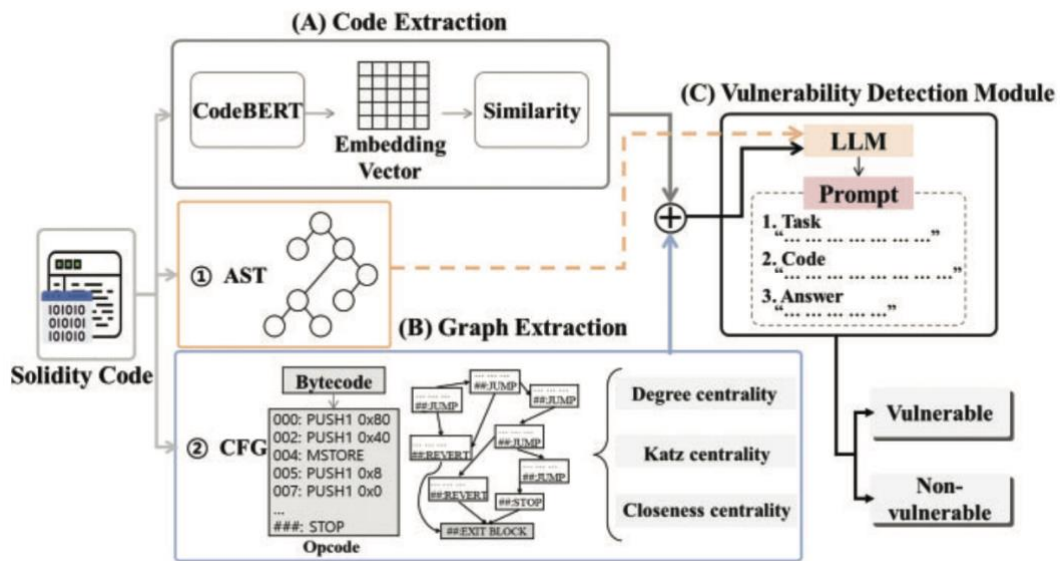 (A) Code Extraction
CodeBERT
Embedding
Vector
Similarity
(C) Vulnerability Detection Module
LLM
Prompt
1. Task
“... ... ... ... ... ... ...”
2. Code
“... ... ... ... ... ... ... ...”
3. Answer
“... ... ... ... ...”
101010
010101
101010
Solidity Code
① AST
(B) Graph Extraction
② CFG
Bytecode
000: PUSH1 0x80
002: PUSH1 0x40
004: MSTORE
005: PUSH1 0x8
007: PUSH1 0x0
...
###: STOP
Opcode
... ... ...
##:JUMP
... ... ...
##:JUMP
... ... ...
##:JUMP
... ... ...
##:REVERT
... ... ...
##:JUMP
... ... ...
##:JUMP
... ... ...
##:REVERT
##:STOP
##:EXIT BLOCK
Degree centrality
Katz centrality
Closeness centrality
Vulnerable
Non-
vulnerable